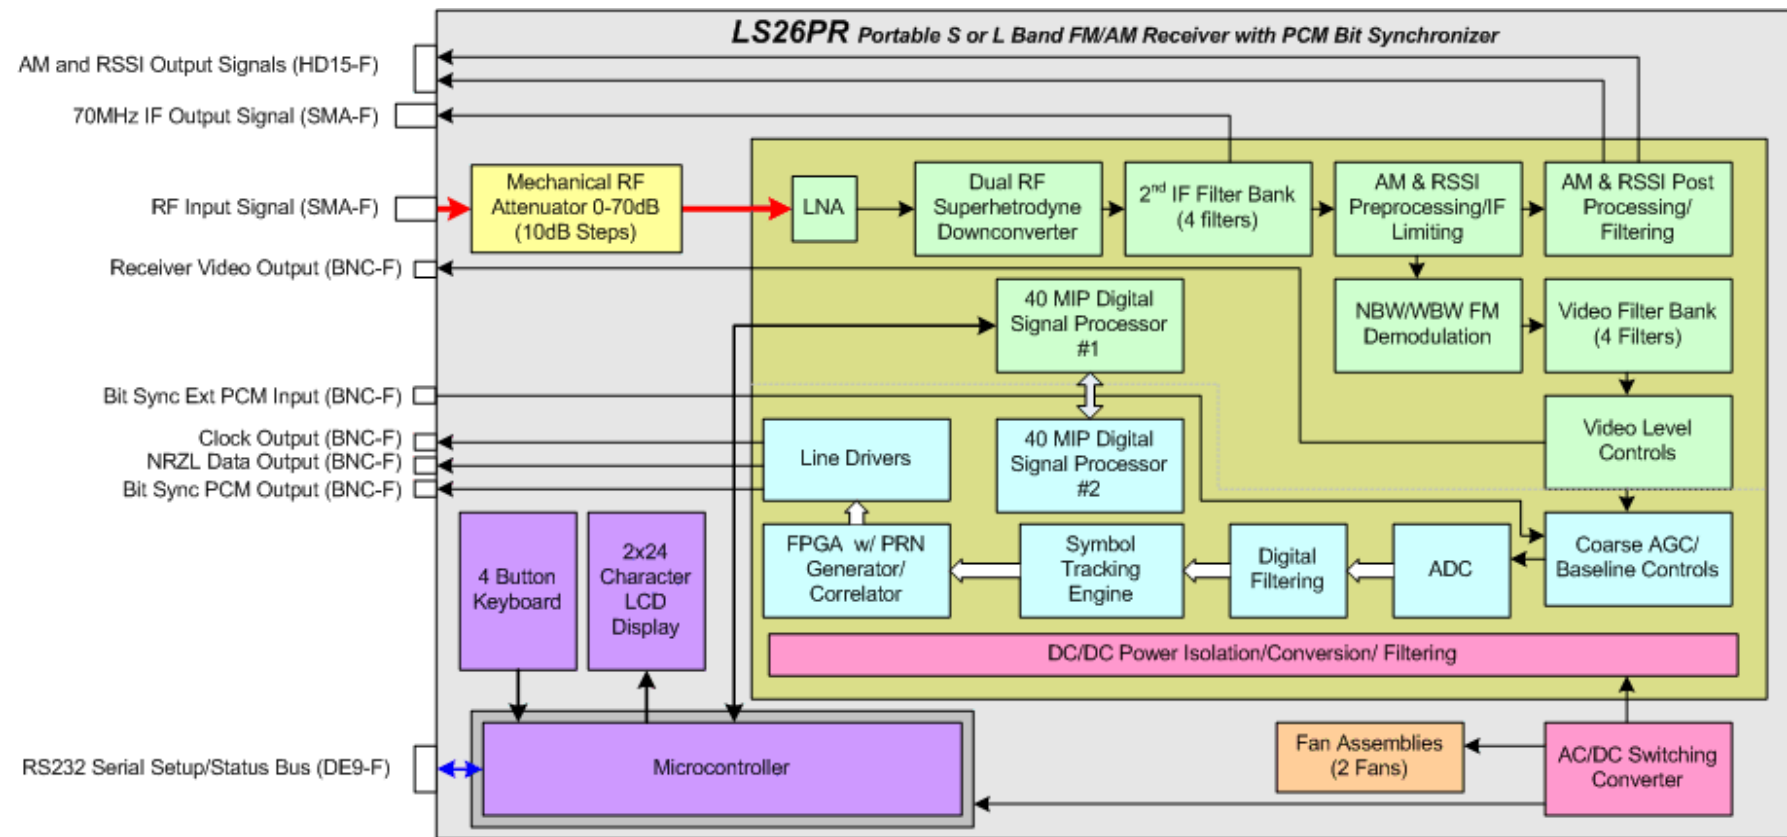 LS26PR Portable S or L Band FM/AM Receiver with PCM Bit Synchronizer
AM and RSSI Output Signals (HD15-F)
70MHz IF Output Signal (SMA-F)
RF Input Signal (SMA-F)
Receiver Video Output (BNC-F)
Bit Sync Ext PCM Input (BNC-F)
Clock Output (BNC-F)
NRZL Data Output (BNC-F)
Bit Sync PCM Output (BNC-F)
RS232 Serial Setup/Status Bus (DE9-F)
Mechanical RF
Attenuator 0-70dB
(10dB Steps)
LNA
Dual RF
Superhetrodyne
Downconverter
2nd IF Filter Bank
(4 filters)
AM & RSSI
Preprocessing/IF
Limiting
AM & RSSI Post
Processing/
Filtering
40 MIP Digital
Signal Processor
#1
NBW/WBW FM
Demodulation
Video Filter Bank
(4 Filters)
Line Drivers
40 MIP Digital
Signal Processor
#2
Video Level
Controls
4 Button
Keyboard
2x24
Character
LCD
Display
FPGA w/ PRN
Generator/
Correlator
Symbol
Tracking
Engine
Digital
Filtering
ADC
Coarse AGC/
Baseline Controls
DC/DC Power Isolation/Conversion/ Filtering
Microcontroller
Fan Assemblies
(2 Fans)
AC/DC Switching
Converter